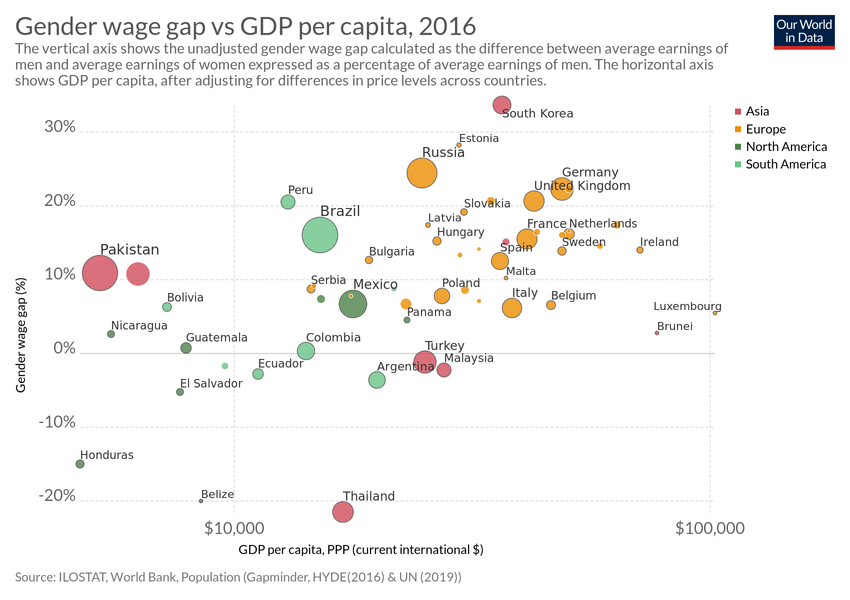 Gender wage gap vs GDP per capita, 2016
Our World
in Data
The vertical axis shows the unadjusted gender wage gap calculated as the difference between average earnings of
men and average earnings of women expressed as a percentage of average earnings of men. The horizontal axis
shows GDP per capita, after adjusting for differences in price levels across countries.
Asia
Europe
North America
South America
South Korea
30%
Estonia
Russia
Germany
United Kingdom
Peru
20%
Slovakia
Brazil
Latvia
France
Netherlands
Hungary
Sweden
Ireland
Spain
Pakistan
Bulgaria
Malta
10%
Serbia
Mexico
Poland
Bolivia
Italy
Belgium
Luxembourg
Panama
Nicaragua
Brunei
Guatemala
Colombia
0%
Turkey
Malaysia
Ecuador
Argentina
El Salvador
-10%
Honduras
Belize
Thailand
-20%
Gender wage gap (%)
$10,000
$100,000
GDP per capita, PPP (current international $)
Source: ILOSTAT, World Bank, Population (Gapminder, HYDE(2016) & UN (2019))